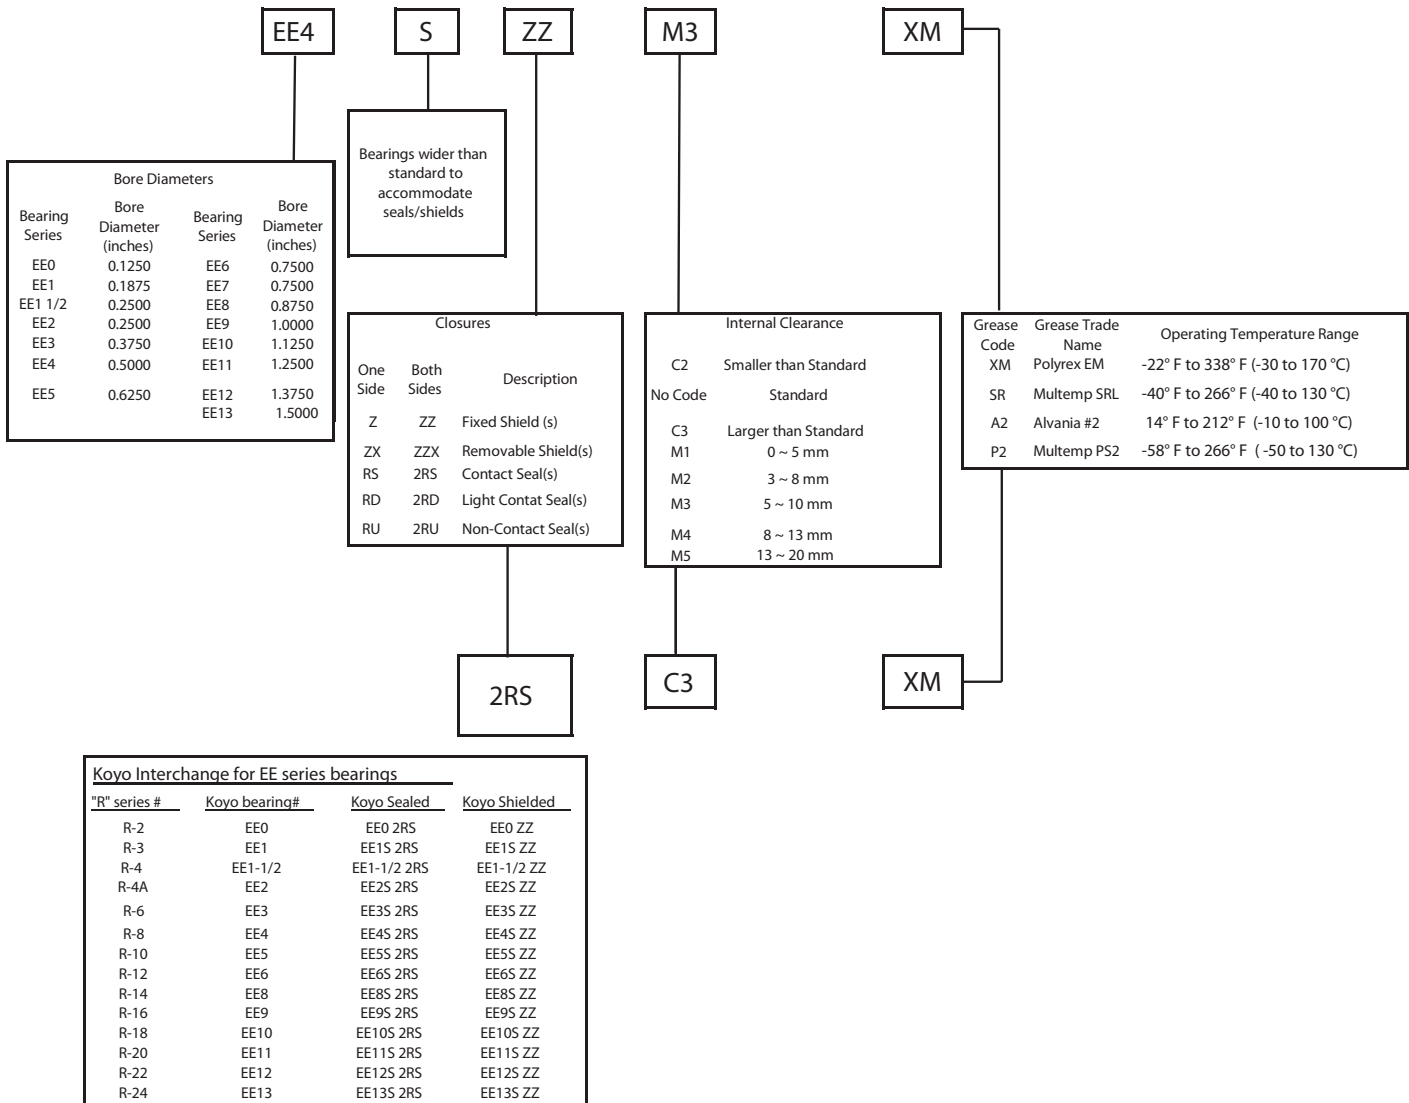 EE4 S ZZ M3 XM
Bearings wider than
standard to
accommodate
seals/shields
Bore Diameters
Bearing Series Bore Diameter (inches) Bearing Series Bore Diameter (inches)
EE0 0.1250 EE6 0.7500
EE1 0.1875 EE7 0.7500
EE1 1/2 0.2500 EE8 0.8750
EE2 0.2500 EE9 1.0000
EE3 0.3750 EE10 1.1250
EE4 0.5000 EE11 1.2500
EE5 0.6250 EE12 1.3750
EE13 1.5000
Closures
One Side Both Sides Description
Z ZZ Fixed Shield (s)
ZX ZZX Removable Shield(s)
RS 2RS Contact Seal(s)
RD 2RD Light Contat Seal(s)
RU 2RU Non-Contact Seal(s)
Internal Clearance
C2 Smaller than Standard
No Code Standard
C3 Larger than Standard
M1 0 ~ 5 mm
M2 3 ~ 8 mm
M3 5 ~ 10 mm
M4 8 ~ 13 mm
M5 13 ~ 20 mm
Grease Code Grease Trade Name Operating Temperature Range
XM Polyrex EM -22° F to 338° F (-30 to 170 °C)
SR Multemp SRL -40° F to 266° F (-40 to 130 °C)
A2 Alvania #2 14° F to 212° F (-10 to 100 °C)
P2 Multemp PS2 -58° F to 266° F ( -50 to 130 °C)
2RS C3 XM
Koyo Interchange for EE series bearings
"R" series # Koyo bearing# Koyo Sealed Koyo Shielded
R-2 EE0 EE0 2RS EE0 ZZ
R-3 EE1 EE1S 2RS EE1S ZZ
R-4 EE1-1/2 EE1-1/2 2RS EE1-1/2 ZZ
R-4A EE2 EE2S 2RS EE2S ZZ
R-6 EE3 EE3S 2RS EE3S ZZ
R-8 EE4 EE4S 2RS EE4S ZZ
R-10 EE5 EE5S 2RS EE5S ZZ
R-12 EE6 EE6S 2RS EE6S ZZ
R-14 EE8 EE8S 2RS EE8S ZZ
R-16 EE9 EE9S 2RS EE9S ZZ
R-18 EE10 EE10S 2RS EE10S ZZ
R-20 EE11 EE11S 2RS EE11S ZZ
R-22 EE12 EE12S 2RS EE12S ZZ
R-24 EE13 EE13S 2RS EE13S ZZ